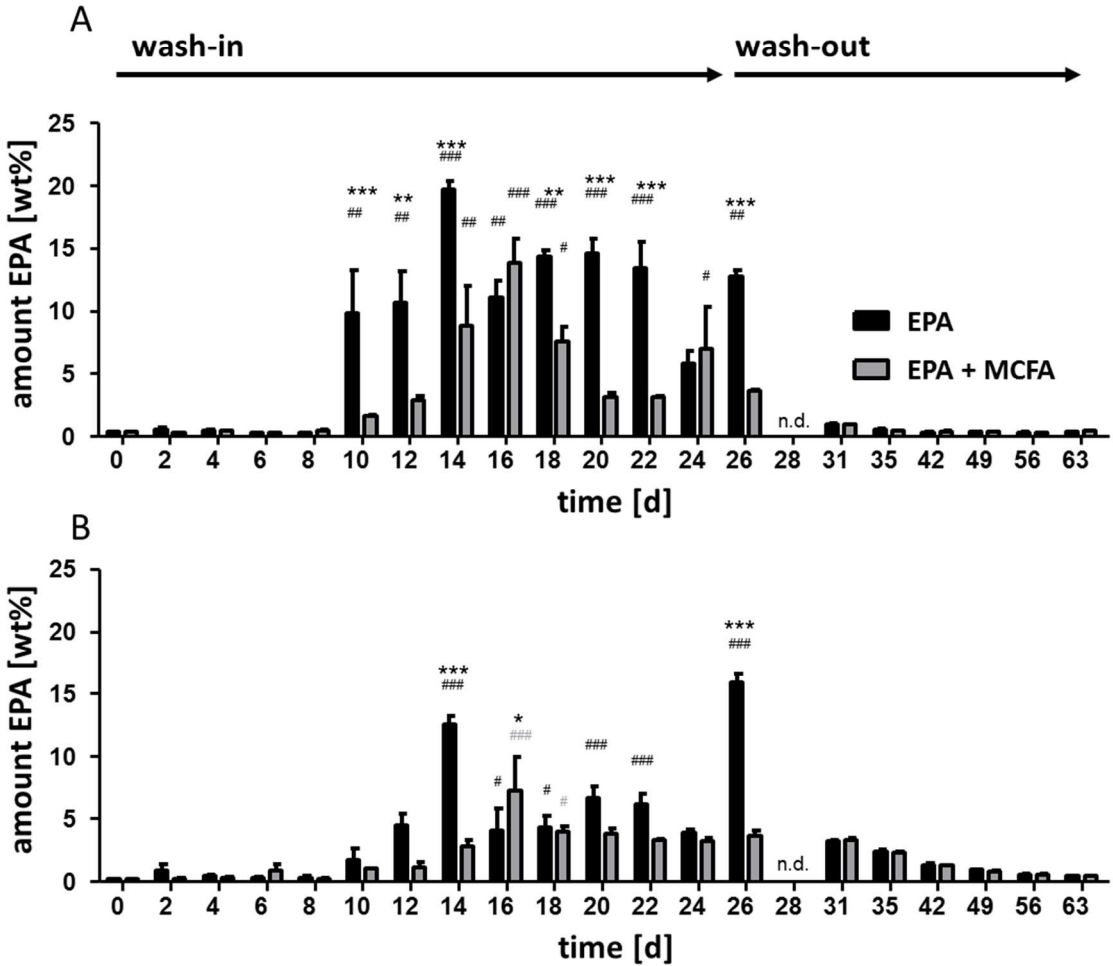 A
wash-in wash-out
*** ***
### *** ** ### ** *** *** ***
## ## ## ## ### # ### ### # ##
amount EPA [wt%]
25
20
15
10
5
0
EPA
EPA + MCFA
n.d.
0 2 4 6 8 10 12 14 16 18 20 22 24 26 28 31 35 42 49 56 63
time [d]
B
amount EPA [wt%]
25
20
15
10
5
0
***
###
***
###
*
###
# # #
### ###
n.d.
0 2 4 6 8 10 12 14 16 18 20 22 24 26 28 31 35 42 49 56 63
time [d]